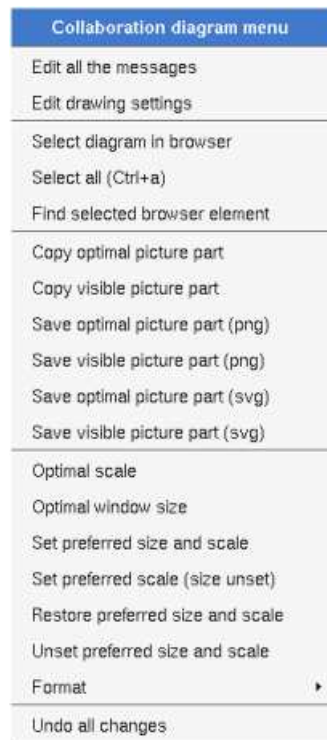 Collaboration diagram menu
Edit all the messages
Edit drawing settings
Select diagram in browser
Select all (Ctrl+a)
Find selected browser element
Copy optimal picture part
Copy visible picture part
Save optimal picture part (png)
Save visible picture part (png)
Save optimal picture part (svg)
Save visible picture part (svg)
Optimal scale
Optimal window size
Set preferred size and scale
Set preferred scale (size unset)
Restore preferred size and scale
Unset preferred size and scale
Format
Undo all changes